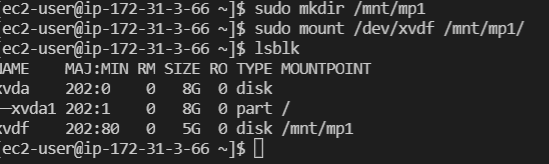 [ec2-user@ip-172-31-3-66 ~]$ sudo mkdir /mnt/mp1
[ec2-user@ip-172-31-3-66 ~]$ sudo mount /dev/xvdf /mnt/mp1/
[ec2-user@ip-172-31-3-66 ~]$ lsblk
NAME    MAJ:MIN RM SIZE RO TYPE MOUNTPOINT
xvda    202:0    0   8G  0 disk
└─xvda1 202:1    0   8G  0 part /
xvdf    202:80   0   5G  0 disk /mnt/mp1
[ec2-user@ip-172-31-3-66 ~]$